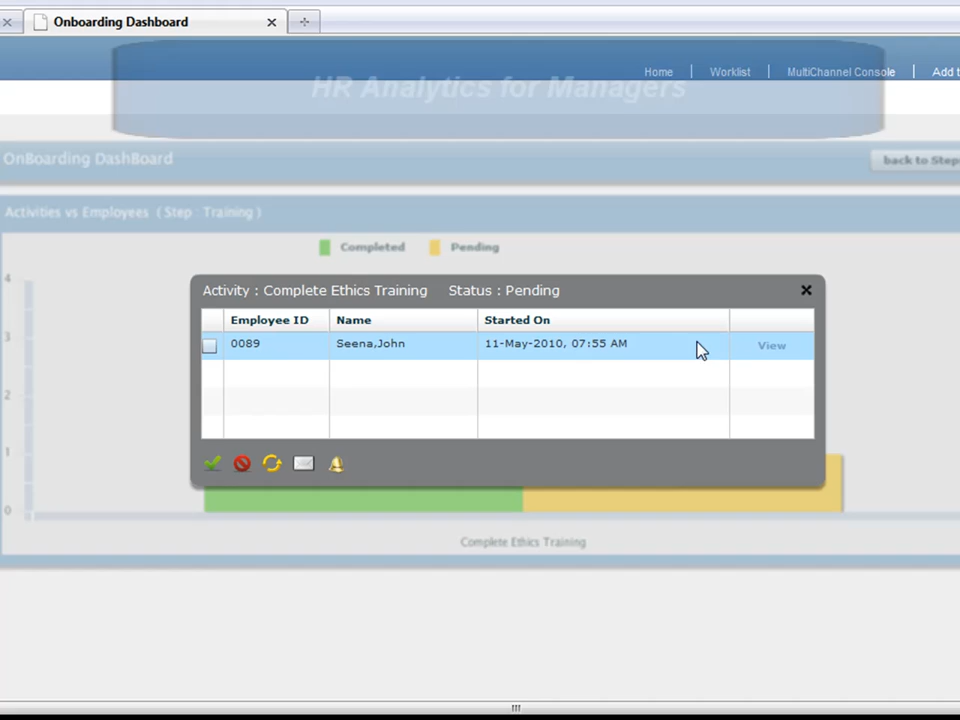 Onboarding Dashboard
HR Analytics for Managers
Home | Worklist | MultiChannel Console | Add t
OnBoarding DashBoard
back to Step
Activities vs Employees ( Step : Training )
Completed Pending
4
3
2
1
0
Activity : Complete Ethics Training Status : Pending
Employee ID Name Started On
0089 Seena,John 11-May-2010, 07:55 AM View
Complete Ethics Training